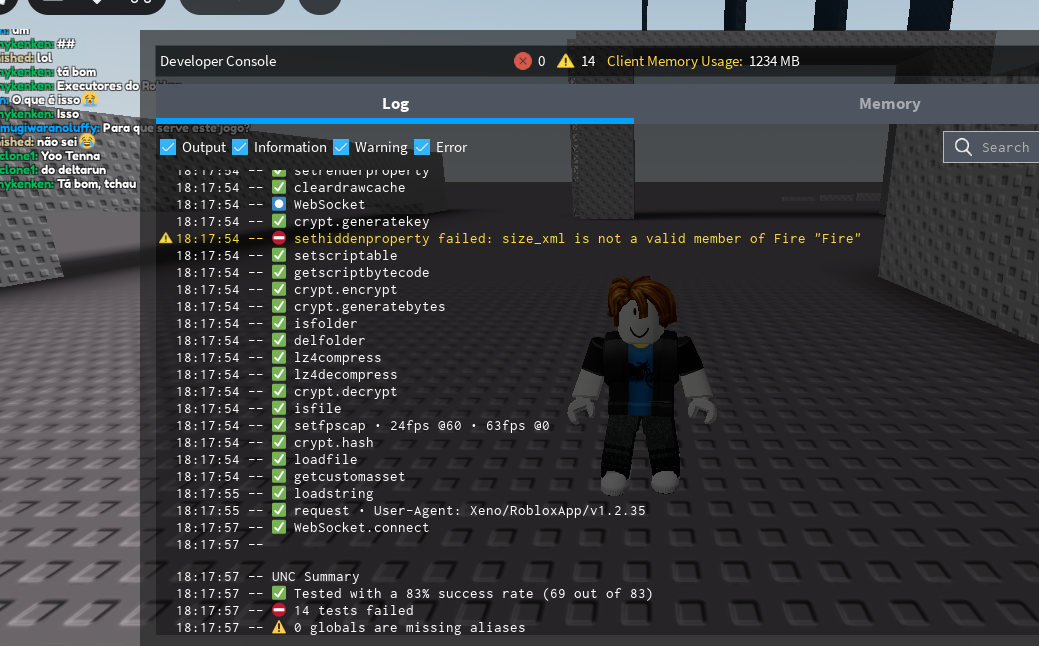 n: um
nykenken: ##
ished: lol
nykenken: tá bom
nykenken: Executores do Ro
n: O que é isso😭
nykenken: Isso
mugiwaranoluffy: Para que serve este jogo?
ished: não sei😂
clone1: Yoo Tenna
clone1: do deltarun
nykenken: Tá bom, tchau
Developer Console
0 14 Client Memory Usage: 1234 MB
Log Memory
Output Information Warning Error Search
18:17:54 -- ✅ setrenderproperty
18:17:54 -- ✅ cleardrawcache
18:17:54 -- ⏺️ WebSocket
18:17:54 -- ✅ crypt.generatekey
18:17:54 -- ⛔ sethiddenproperty failed: size_xml is not a valid member of Fire "Fire"
18:17:54 -- ✅ setscriptable
18:17:54 -- ✅ getscriptbytecode
18:17:54 -- ✅ crypt.encrypt
18:17:54 -- ✅ crypt.generatebytes
18:17:54 -- ✅ isfolder
18:17:54 -- ✅ delfolder
18:17:54 -- ✅ lz4compress
18:17:54 -- ✅ lz4decompress
18:17:54 -- ✅ crypt.decrypt
18:17:54 -- ✅ isfile
18:17:54 -- ✅ setfpscap • 24fps @60 • 63fps @0
18:17:54 -- ✅ crypt.hash
18:17:54 -- ✅ loadfile
18:17:54 -- ✅ getcustomasset
18:17:55 -- ✅ loadstring
18:17:55 -- ✅ request • User-Agent: Xeno/RobloxApp/v1.2.35
18:17:57 -- ✅ WebSocket.connect
18:17:57 --
18:17:57 -- UNC Summary
18:17:57 -- ✅ Tested with a 83% success rate (69 out of 83)
18:17:57 -- ⛔ 14 tests failed
18:17:57 -- ⚠️ 0 globals are missing aliases